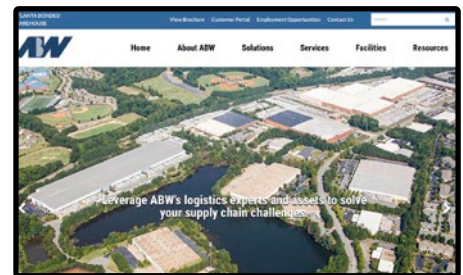 ATLANTA BONDED
WAREHOUSE
View Brochure Customer Portal Employment Opportunities Contact Us Search
ABW
Home About ABW Solutions Services Facilities Resources
Leverage ABW's logistics experts and assets to solve
your supply chain challenges.